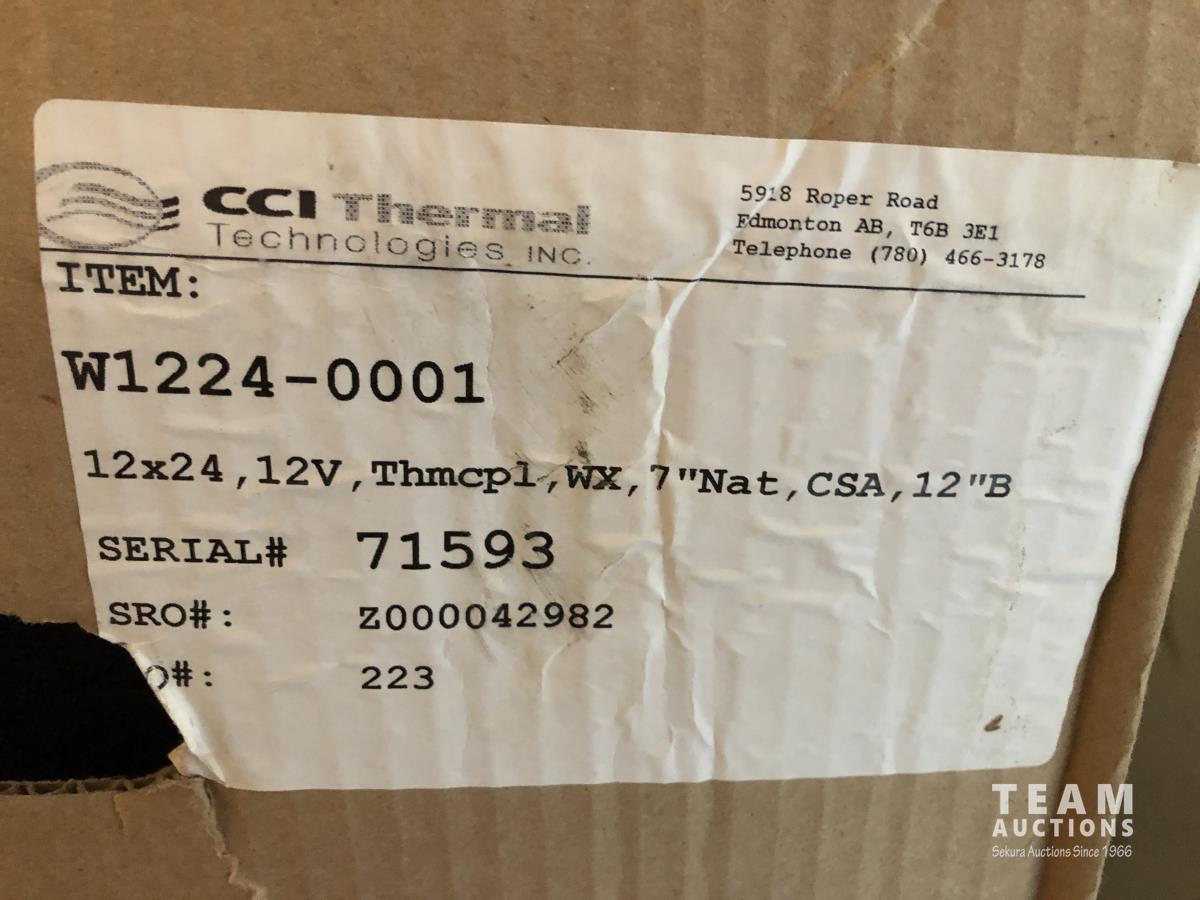 CCI Thermal
Technologies INC.
5918 Roper Road
Edmonton AB, T6B 3E1
Telephone (780) 466-3178
ITEM:
W1224-0001
12x24,12V,Thmcpl,WX,7"Nat,CSA,12"B
SERIAL# 71593
SRO#: Z000042982
O#: 223
TEAM
AUCTIONS
Sekura Auctions Since 1966